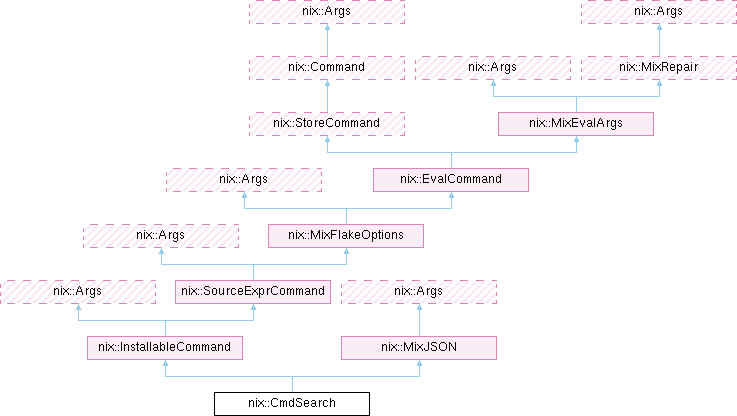 nix::Args
nix::Args
nix::Command
nix::Args
nix::MixRepair
nix::StoreCommand
nix::MixEvalArgs
nix::Args
nix::EvalCommand
nix::Args
nix::MixFlakeOptions
nix::Args
nix::SourceExprCommand
nix::Args
nix::InstallableCommand
nix::MixJSON
nix::CmdSearch